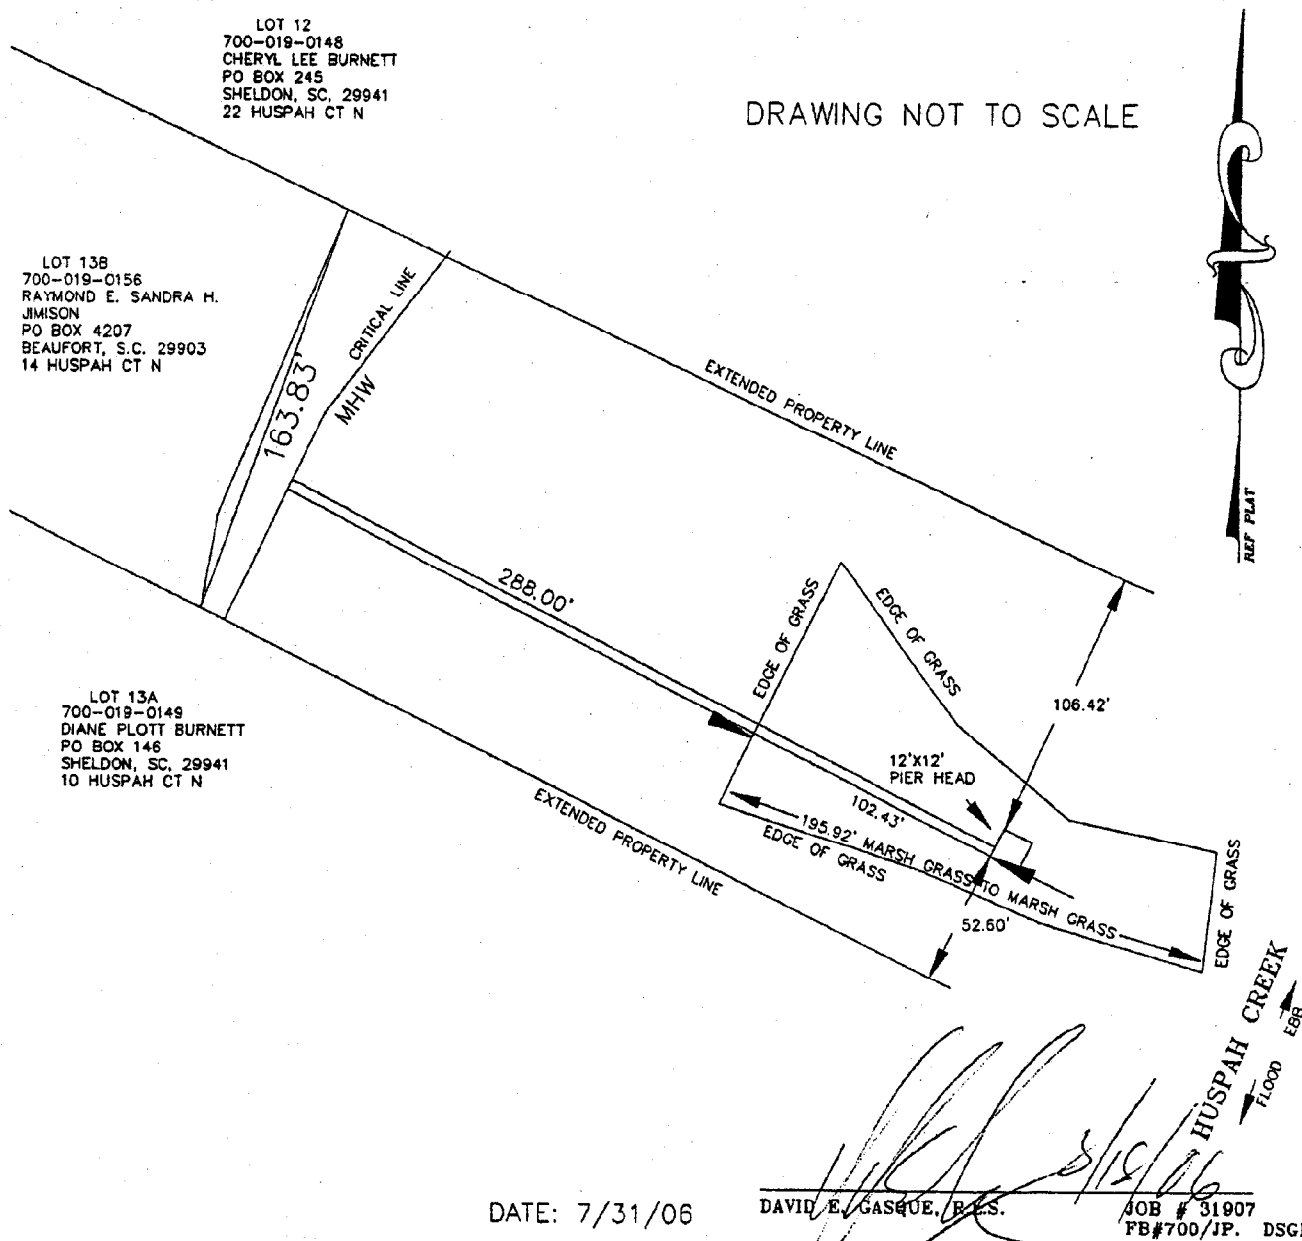 LOT 12
700-019-0148
CHERYL LEE BURNETT
PO BOX 245
SHELDON, SC, 29941
22 HUSPAH CT N
DRAWING NOT TO SCALE
LOT 13B
700-019-0156
RAYMOND E. SANDRA H.
JIMISON
PO BOX 4207
BEAUFORT, S.C. 29903
14 HUSPAH CT N
163.83'
CRITICAL LINE
MHW
EXTENDED PROPERTY LINE
REF PLAT
288.00'
EDGE OF GRASS
EDGE OF GRASS
106.42'
LOT 13A
700-019-0149
DIANE PLOTT BURNETT
PO BOX 146
SHELDON, SC, 29941
10 HUSPAH CT N
12'X12'
PIER HEAD
102.43'
195.92' MARSH GRASS TO MARSH GRASS
EDGE OF GRASS
EXTENDED PROPERTY LINE
52.60'
EDGE OF GRASS
HUSPAH CREEK
FLOOD
EBB
8/18/06
DATE: 7/31/06
DAVID E. GASQUE, R.L.S.
JOB # 31907
FB#700/JP.